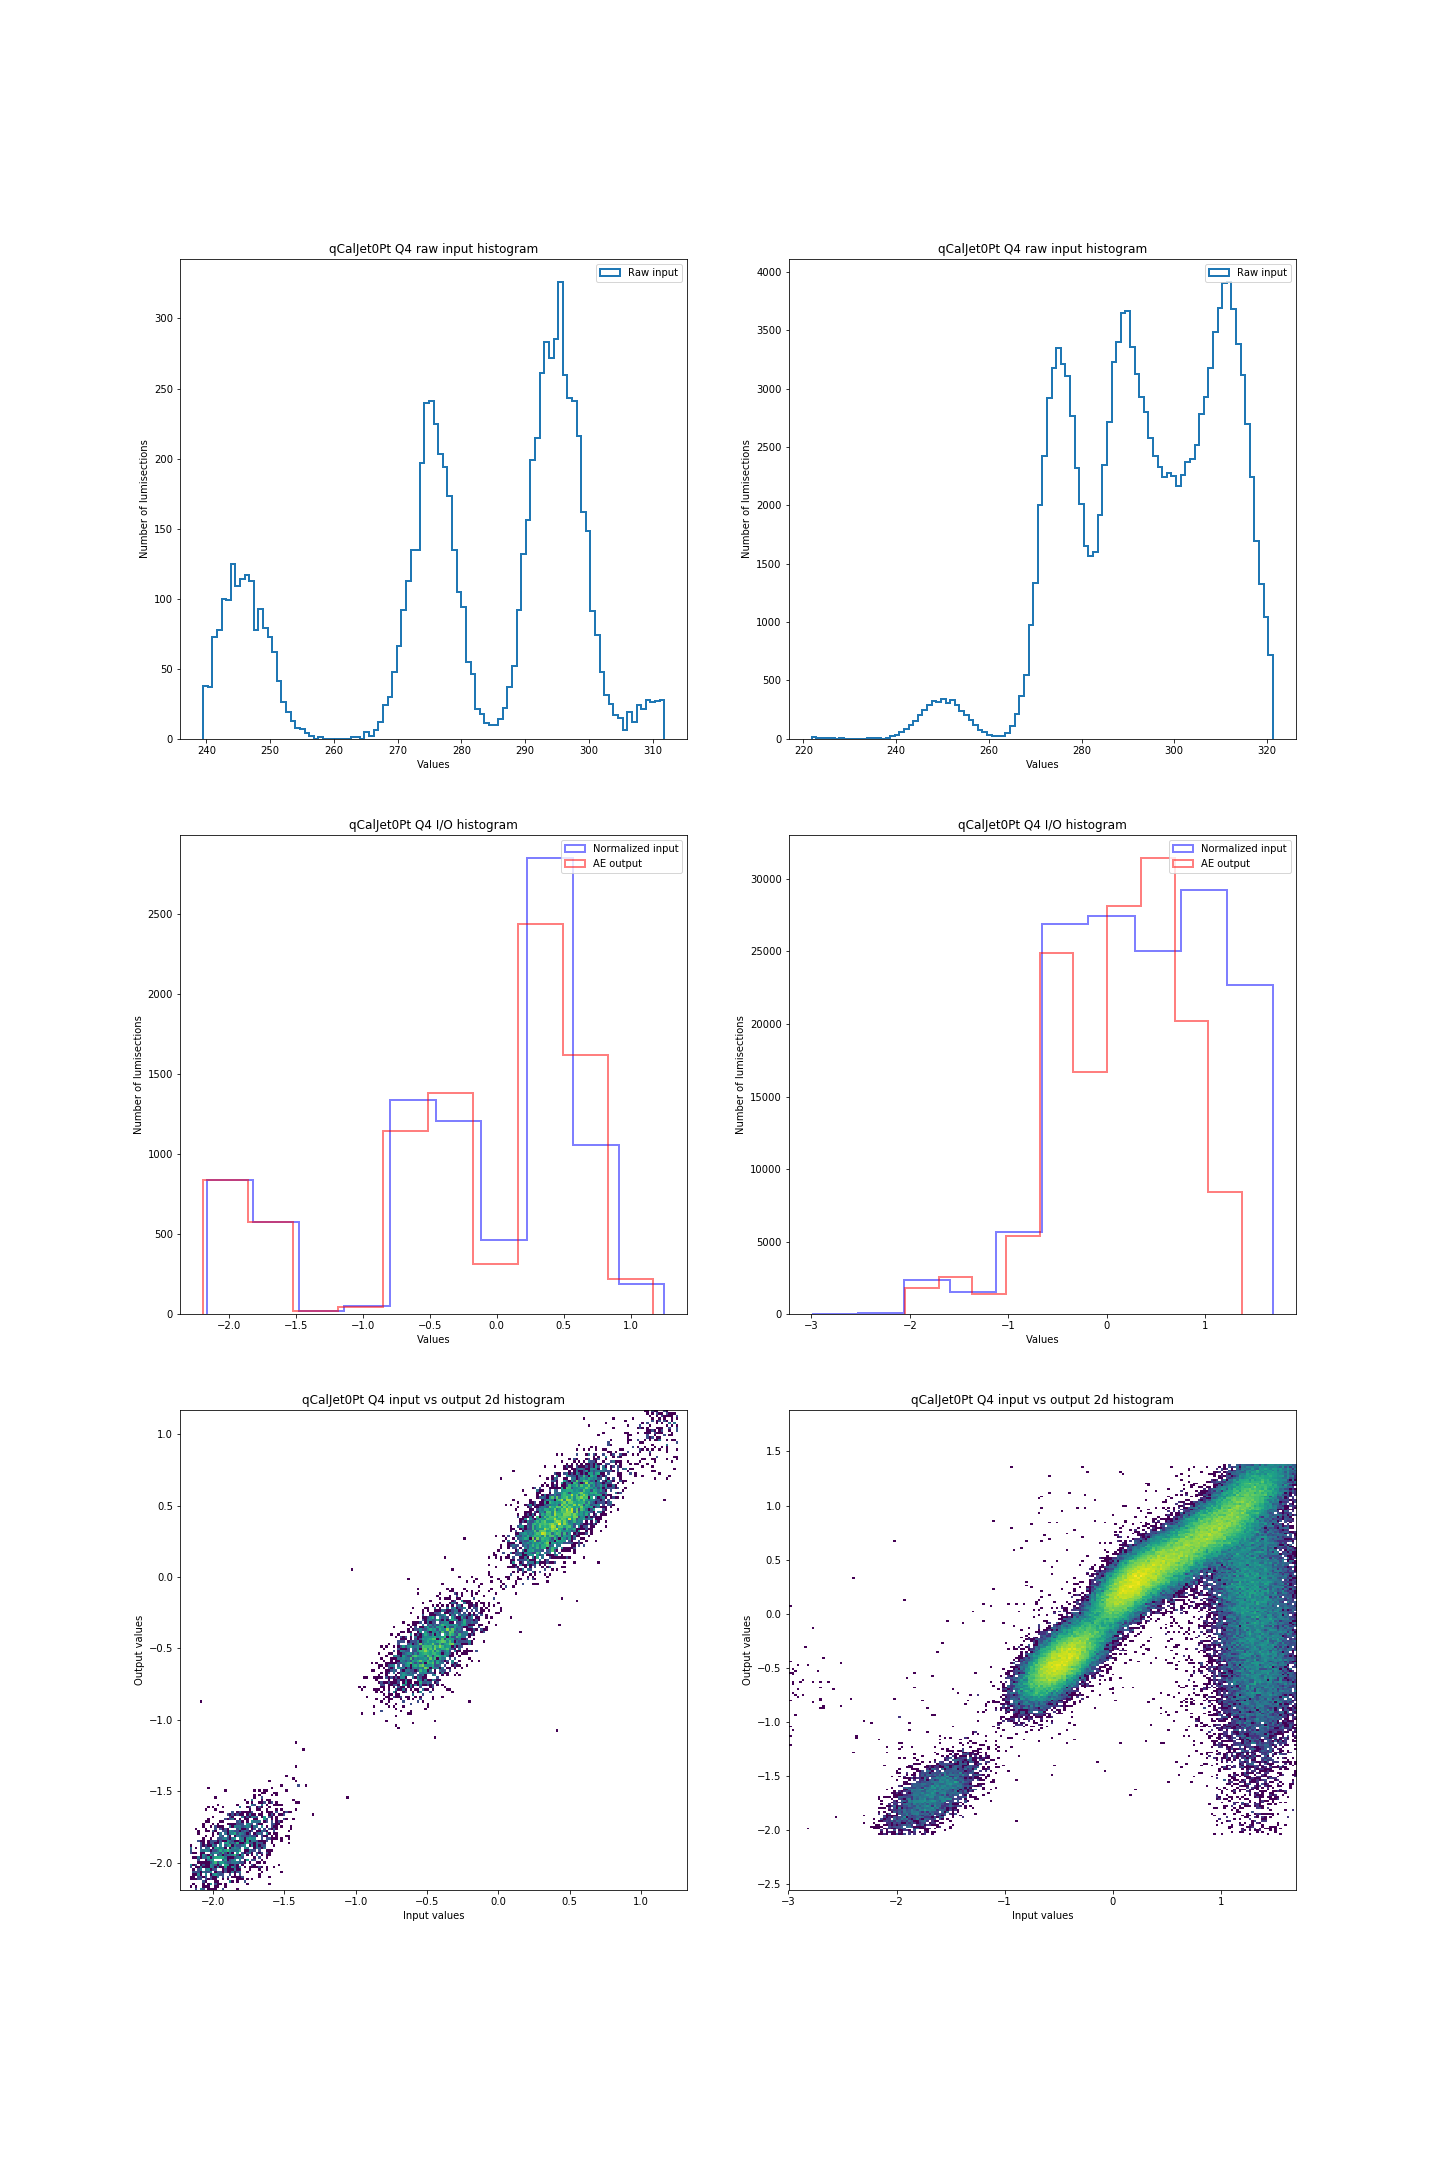 qCalJet0Pt Q4 raw input histogram
Raw input
300
250
200
150
100
50
0
Number of lumisections
240 250 260 270 280 290 300 310
Values
qCalJet0Pt Q4 raw input histogram
Raw input
4000
3500
3000
2500
2000
1500
1000
500
0
Number of lumisections
220 240 260 280 300 320
Values
qCalJet0Pt Q4 I/O histogram
Normalized input
AE output
2500
2000
1500
1000
500
0
Number of lumisections
−2.0 −1.5 −1.0 −0.5 0.0 0.5 1.0
Values
qCalJet0Pt Q4 I/O histogram
Normalized input
AE output
30000
25000
20000
15000
10000
5000
0
Number of lumisections
−3 −2 −1 0 1
Values
qCalJet0Pt Q4 input vs output 2d histogram
1.0
0.5
0.0
−0.5
−1.0
−1.5
−2.0
Output values
−2.0 −1.5 −1.0 −0.5 0.0 0.5 1.0
Input values
qCalJet0Pt Q4 input vs output 2d histogram
1.5
1.0
0.5
0.0
−0.5
−1.0
−1.5
−2.0
−2.5
Output values
−3 −2 −1 0 1
Input values